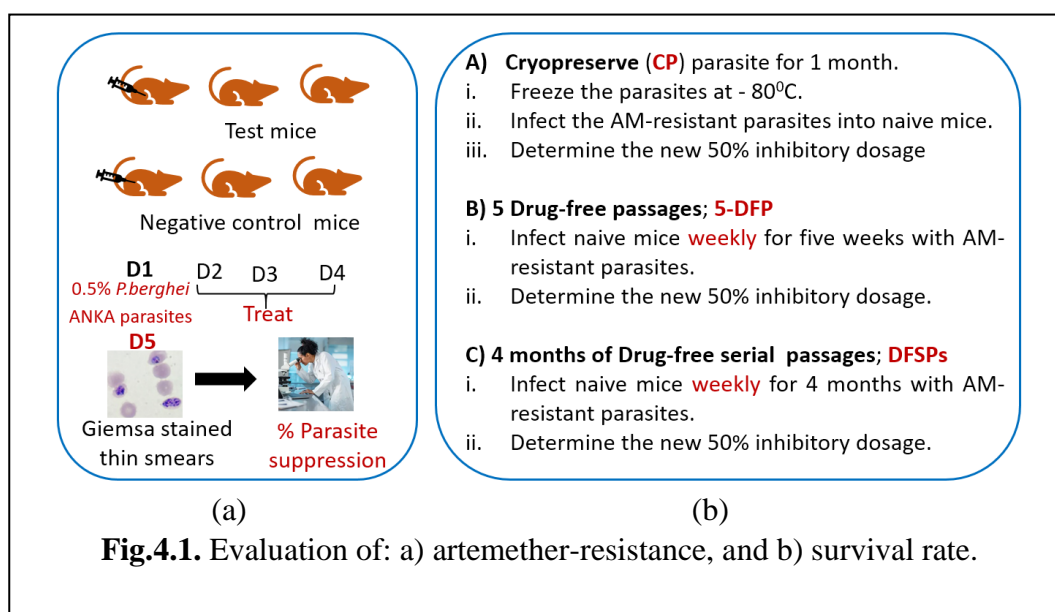 Test mice
Negative control mice
D1 D2 D3 D4
0.5% P.berghei
ANKA parasites
Treat
D5
Giemsa stained
thin smears
% Parasite
suppression
(a)
A) Cryopreserve (CP) parasite for 1 month.
i. Freeze the parasites at - 80⁰C.
ii. Infect the AM-resistant parasites into naive mice.
iii. Determine the new 50% inhibitory dosage
B) 5 Drug-free passages; 5-DFP
i. Infect naive mice weekly for five weeks with AM-
resistant parasites.
ii. Determine the new 50% inhibitory dosage.
C) 4 months of Drug-free serial passages; DFSPs
i. Infect naive mice weekly for 4 months with AM-
resistant parasites.
ii. Determine the new 50% inhibitory dosage.
(b)
Fig.4.1. Evaluation of: a) artemether-resistance, and b) survival rate.